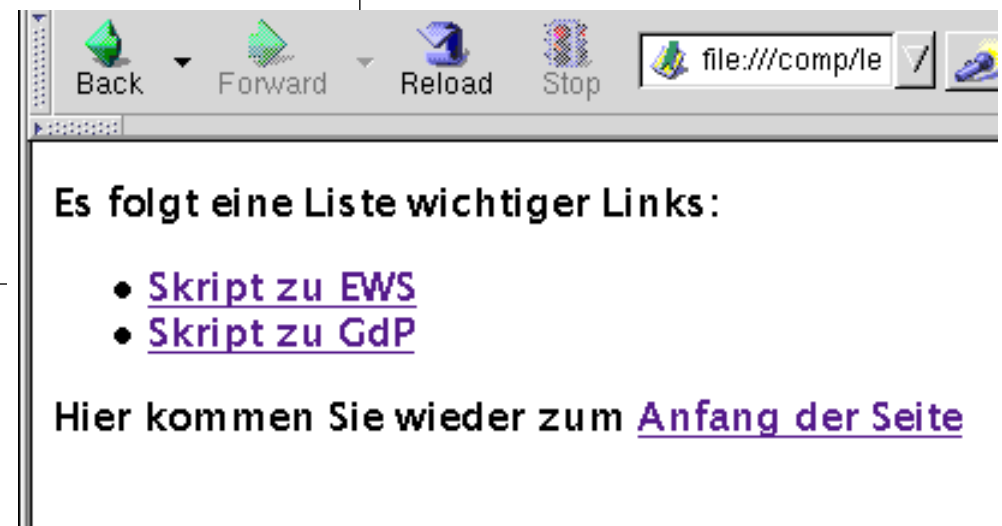 Back Forward Reload Stop file:///comp/le
Es folgt eine Liste wichtiger Links:
• Skript zu EWS
• Skript zu GdP
Hier kommen Sie wieder zum Anfang der Seite